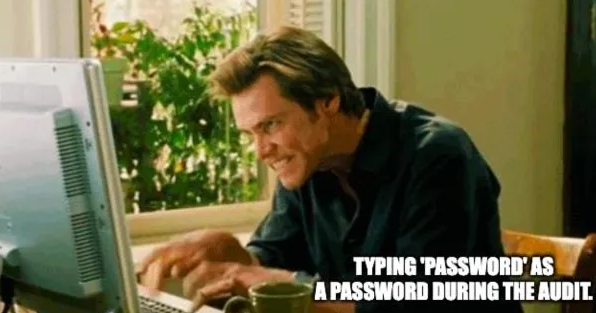 TYPING 'PASSWORD' AS
A PASSWORD DURING THE AUDIT.